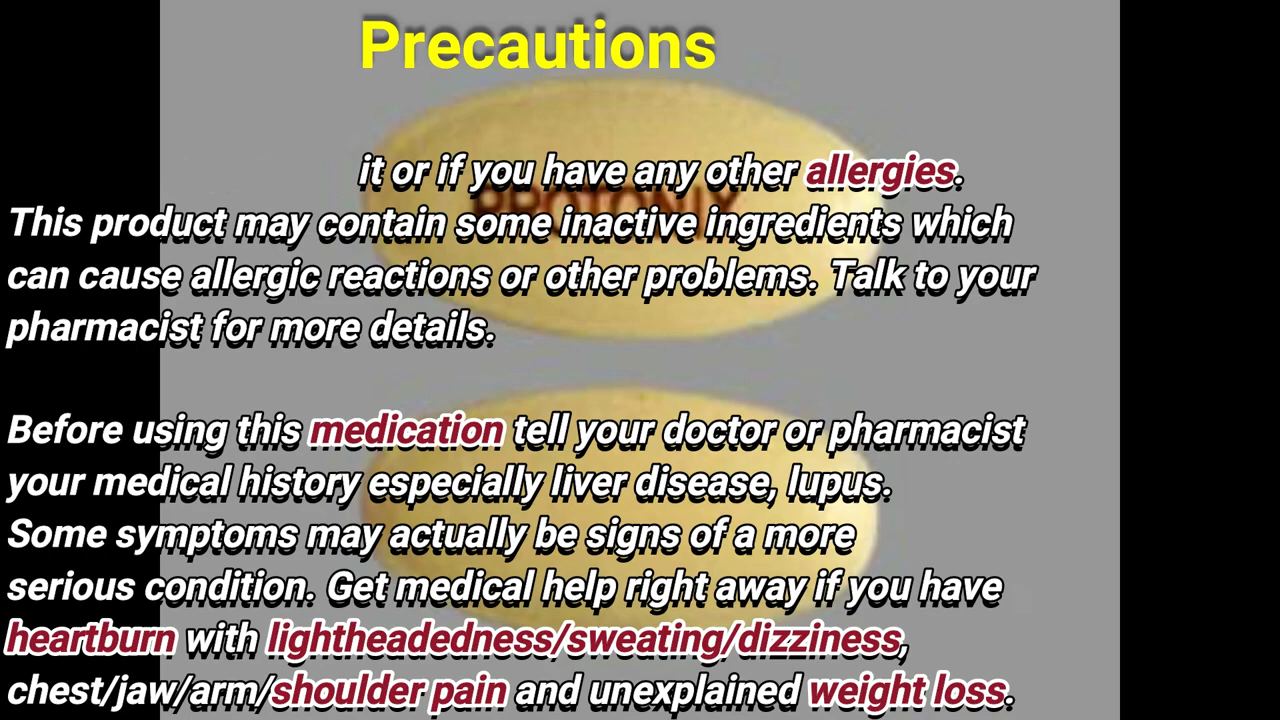 Precautions
it or if you have any other allergies.
PROTONIX
This product may contain some inactive ingredients which
can cause allergic reactions or other problems. Talk to your
pharmacist for more details.
Before using this medication tell your doctor or pharmacist
your medical history especially liver disease, lupus.
Some symptoms may actually be signs of a more
serious condition. Get medical help right away if you have
heartburn with lightheadedness/sweating/dizziness,
chest/jaw/arm/shoulder pain and unexplained weight loss.